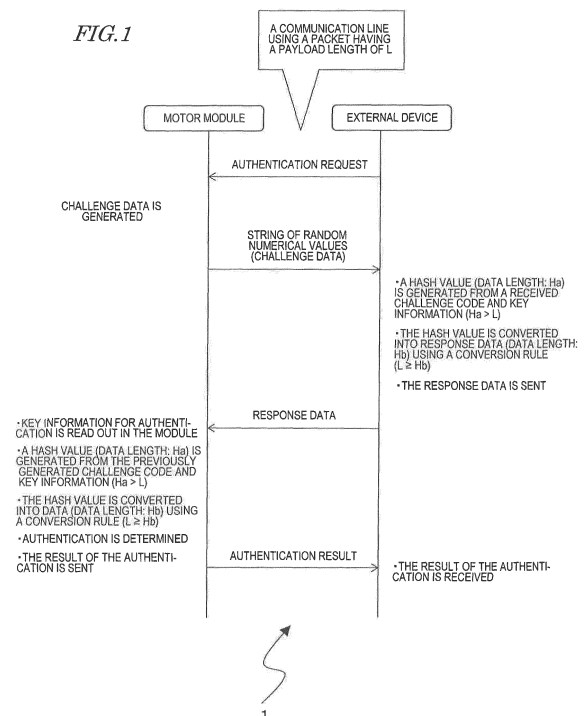 FIG.1
A COMMUNICATION LINE
USING A PACKET HAVING
A PAYLOAD LENGTH OF L
MOTOR MODULE
EXTERNAL DEVICE
AUTHENTICATION REQUEST
CHALLENGE DATA IS
GENERATED
STRING OF RANDOM
NUMERICAL VALUES
(CHALLENGE DATA)
•A HASH VALUE (DATA LENGTH: Ha)
IS GENERATED FROM A RECEIVED
CHALLENGE CODE AND KEY
INFORMATION (Ha > L)
•THE HASH VALUE IS CONVERTED
INTO RESPONSE DATA (DATA LENGTH:
Hb) USING A CONVERSION RULE
(L ≥ Hb)
•THE RESPONSE DATA IS SENT
RESPONSE DATA
•KEY INFORMATION FOR AUTHENTI-
CATION IS READ OUT IN THE MODULE
•A HASH VALUE (DATA LENGTH: Ha) IS
GENERATED FROM THE PREVIOUSLY
GENERATED CHALLENGE CODE AND
KEY INFORMATION (Ha > L)
•THE HASH VALUE IS CONVERTED
INTO DATA (DATA LENGTH: Hb) USING
A CONVERSION RULE (L ≥ Hb)
•AUTHENTICATION IS DETERMINED
•THE RESULT OF THE AUTHENTI-
CATION IS SENT
AUTHENTICATION RESULT
•THE RESULT OF THE AUTHENTI-
CATION IS RECEIVED
1